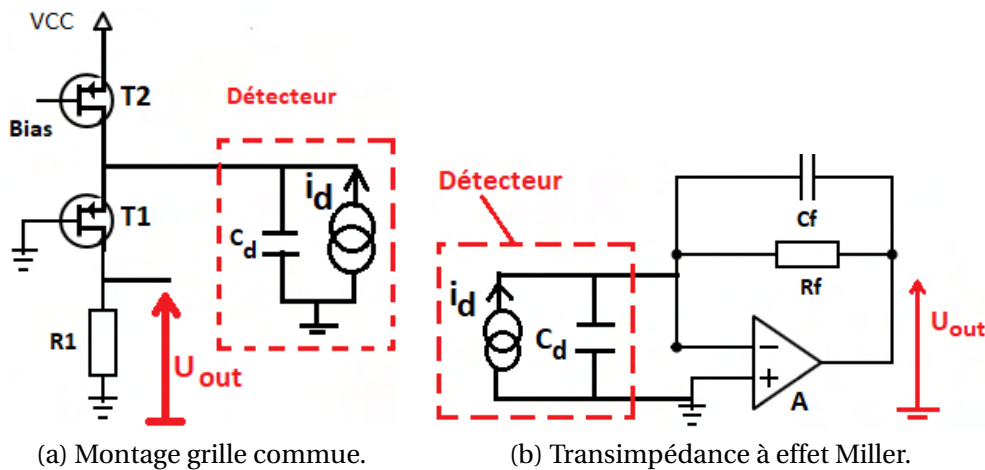 VCC
T2
Bias
Détecteur
T1
Cd
id
R1
Uout
(a) Montage grille commue.
Détecteur
id
Cd
Cf
Rf
−
+
A
Uout
(b) Transimpédance à effet Miller.